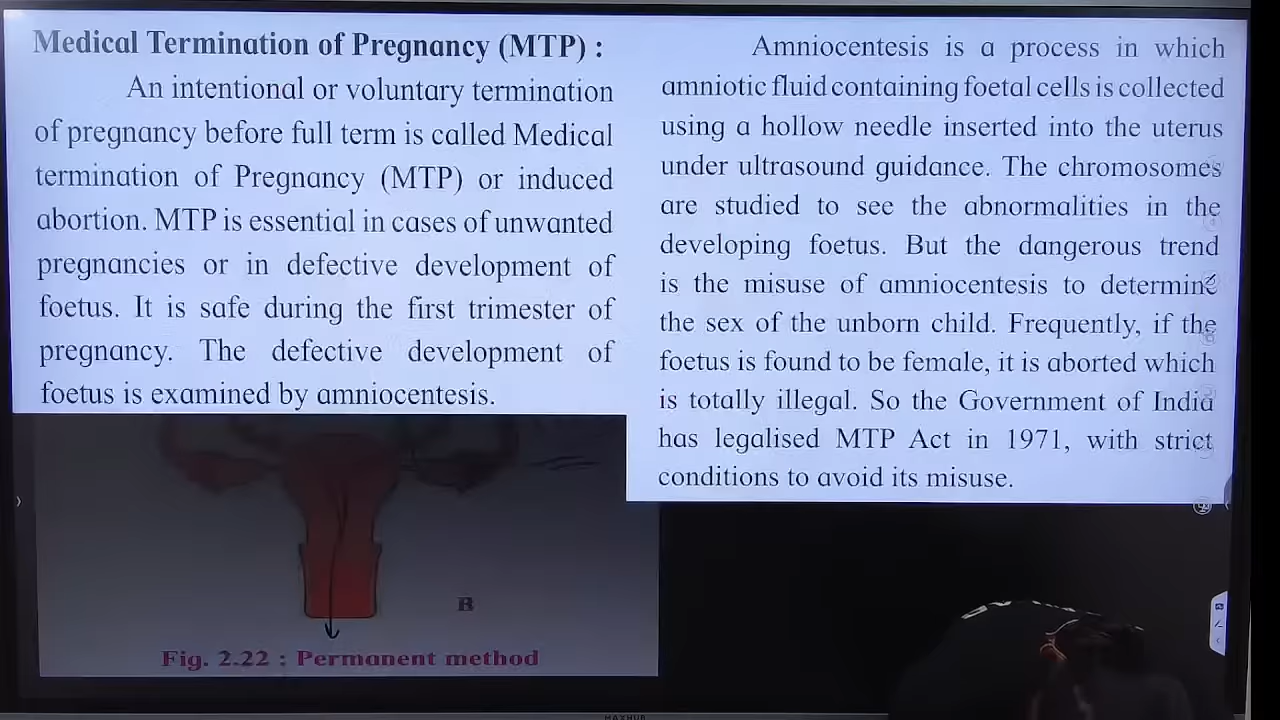 Medical Termination of Pregnancy (MTP) :
An intentional or voluntary termination
of pregnancy before full term is called Medical
termination of Pregnancy (MTP) or induced
abortion. MTP is essential in cases of unwanted
pregnancies or in defective development of
foetus. It is safe during the first trimester of
pregnancy. The defective development of
foetus is examined by amniocentesis.
Amniocentesis is a process in which
amniotic fluid containing foetal cells is collected
using a hollow needle inserted into the uterus
under ultrasound guidance. The chromosomes
are studied to see the abnormalities in the
developing foetus. But the dangerous trend
is the misuse of amniocentesis to determine
the sex of the unborn child. Frequently, if the
foetus is found to be female, it is aborted which
is totally illegal. So the Government of India
has legalised MTP Act in 1971, with strict
conditions to avoid its misuse.
B
Fig. 2.22 : Permanent method
MAXHUB